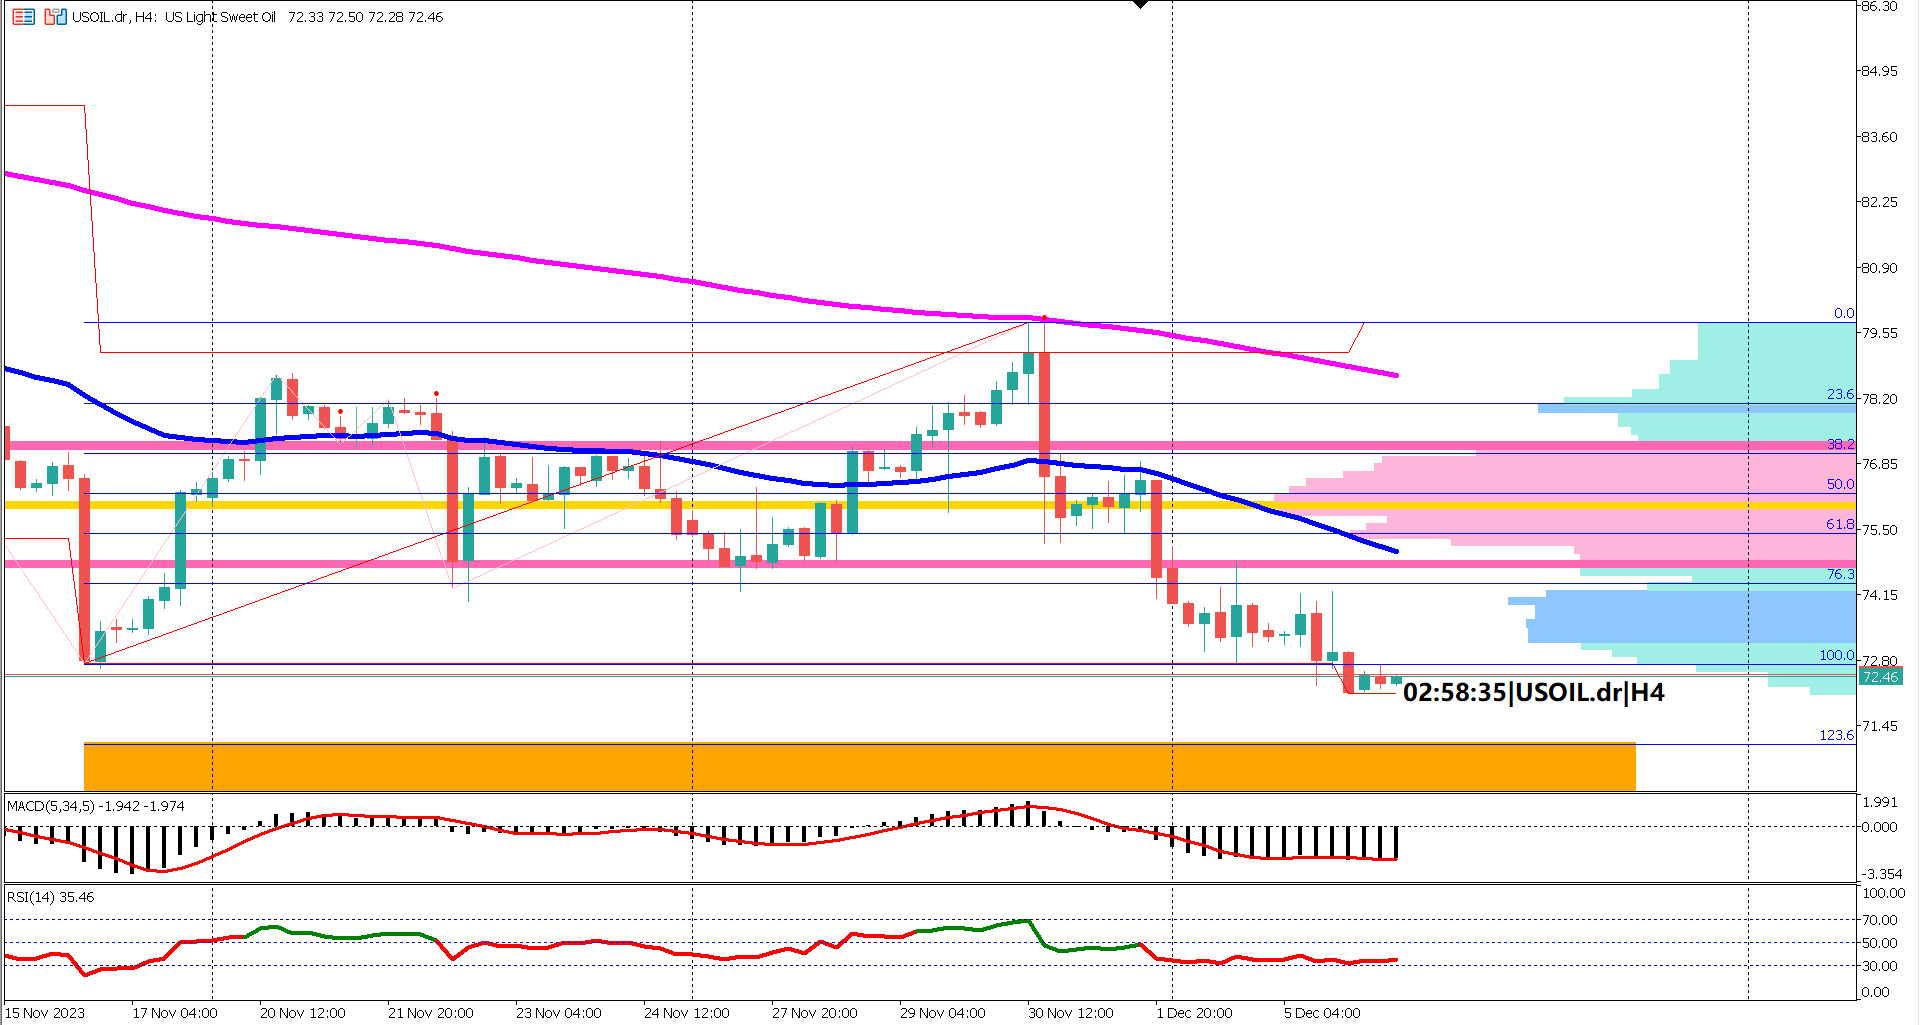 USOIL.dr, H4:  US Light Sweet Oil   72.33 72.50 72.28 72.46
86.30
84.95
83.60
82.25
80.90
0.0
79.55
23.6
78.20
38.2
76.85
50.0
61.8
75.50
76.3
74.15
100.0
72.80
72.46
02:58:35|USOIL.dr|H4
71.45
123.6
MACD(5,34,5) -1.942 -1.974
1.991
0.000
-3.354
RSI(14) 35.46
100.00
70.00
50.00
30.00
0.00
15 Nov 2023
17 Nov 04:00
20 Nov 12:00
21 Nov 20:00
23 Nov 04:00
24 Nov 12:00
27 Nov 20:00
29 Nov 04:00
30 Nov 12:00
1 Dec 20:00
5 Dec 04:00